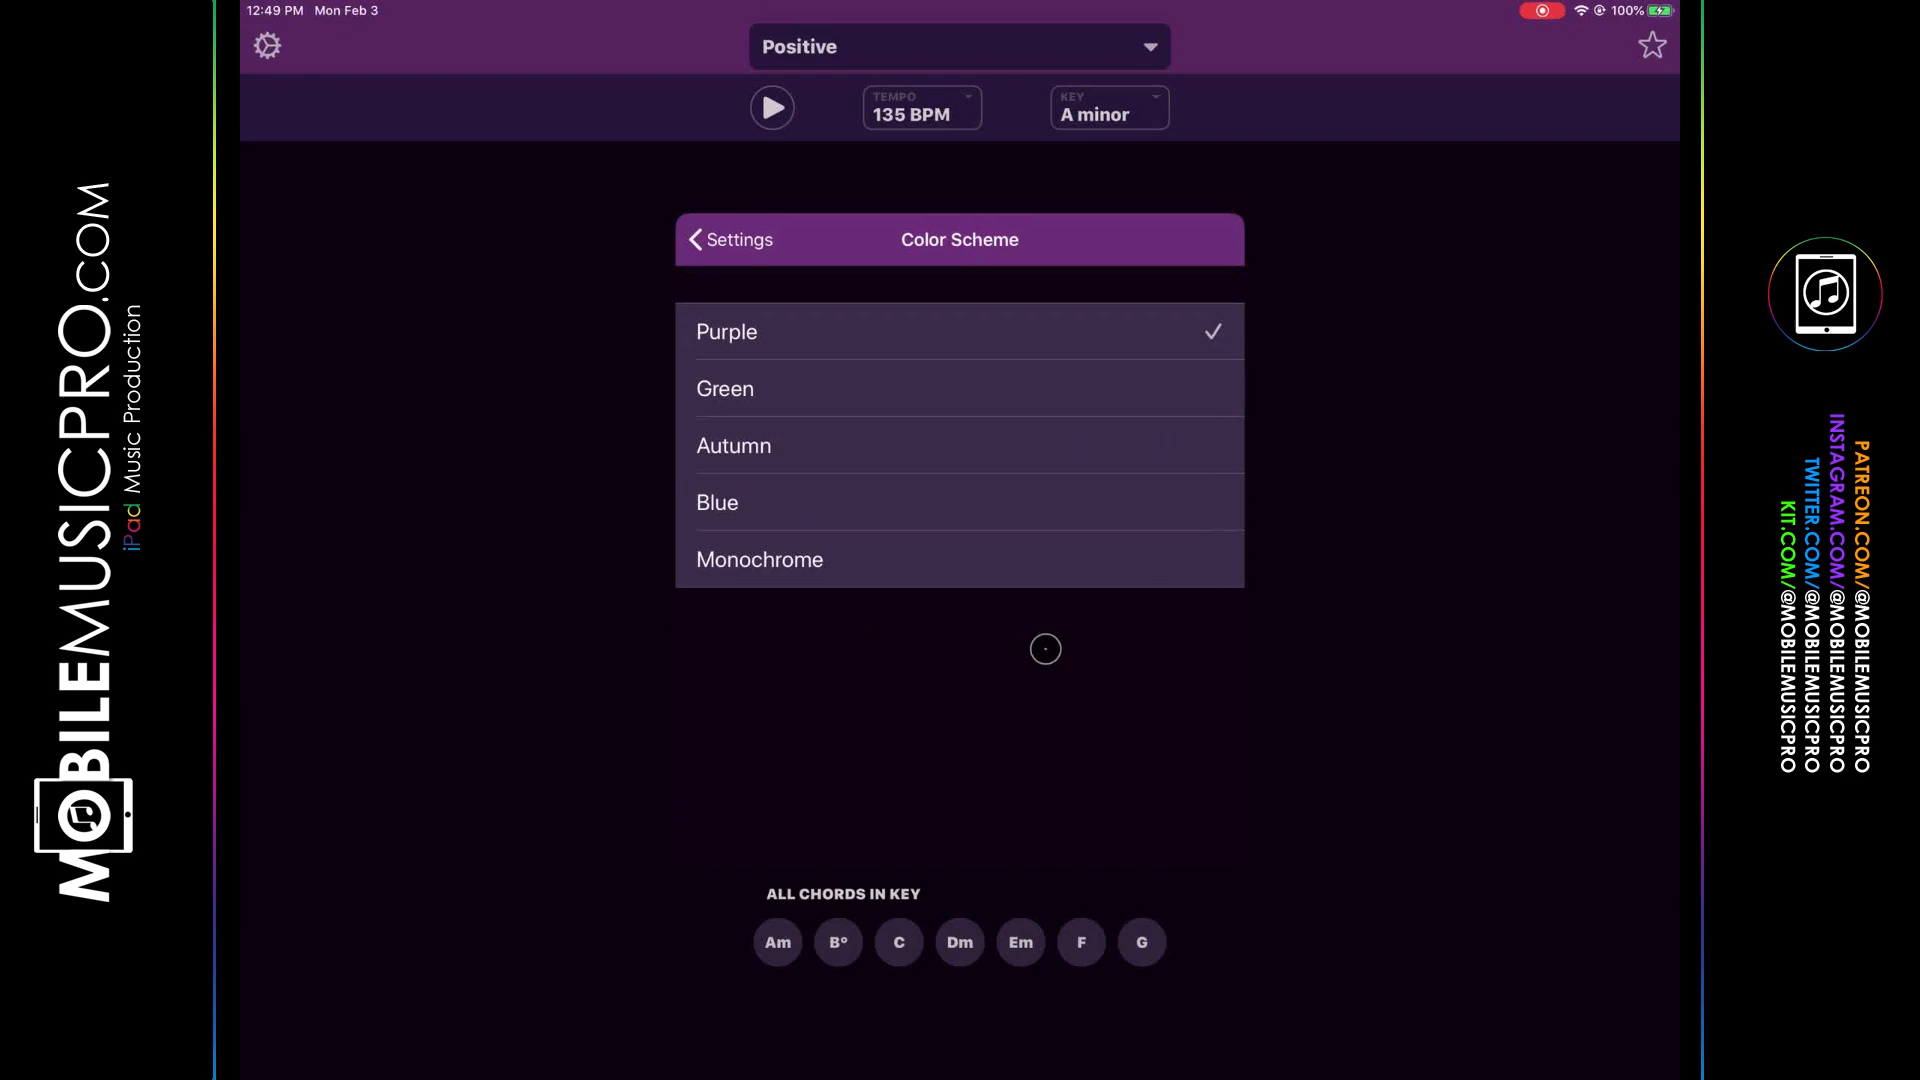 12:49 PM Mon Feb 3
100%
Positive
TEMPO
135 BPM
KEY
A minor
Settings
Color Scheme
Purple
Green
Autumn
Blue
Monochrome
ALL CHORDS IN KEY
Am B° C Dm Em F G
MOBILEMUSICPRO.COM
iPad Music Production
PATREON.COM/@MOBILEMUSICPRO
INSTAGRAM.COM/@MOBILEMUSICPRO
TWITTER.COM/@MOBILEMUSICPRO
KIT.COM/@MOBILEMUSICPRO